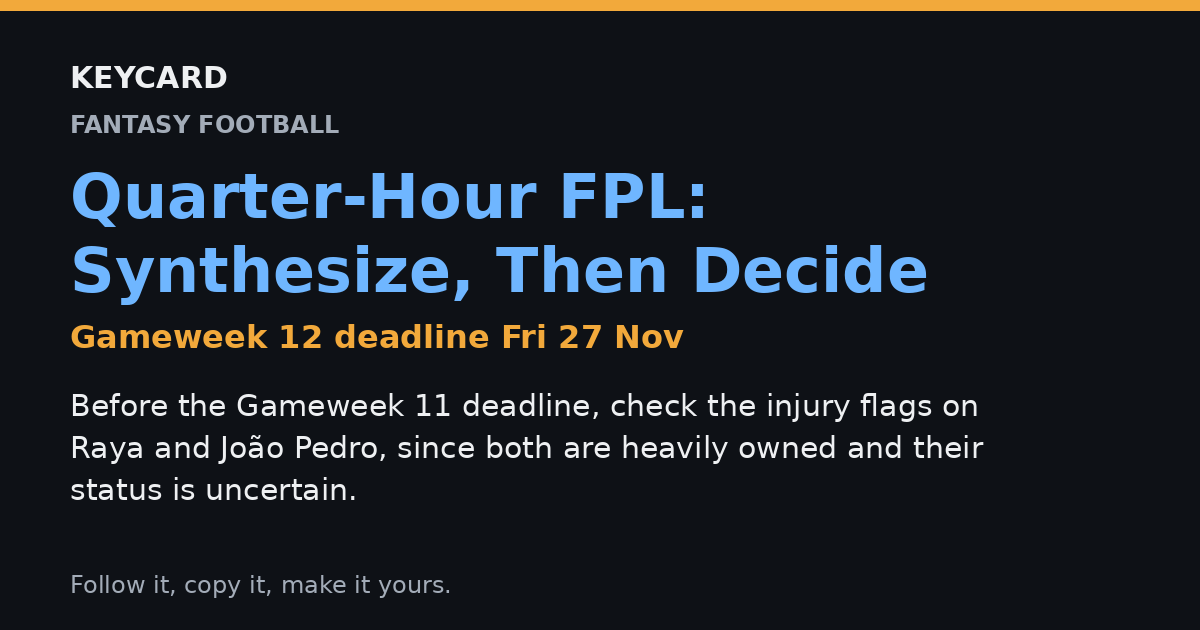 KEYCARD
FANTASY FOOTBALL
Quarter-Hour FPL:
Synthesize, Then Decide
Gameweek 12 deadline Fri 27 Nov
Before the Gameweek 11 deadline, check the injury flags on
Raya and João Pedro, since both are heavily owned and their
status is uncertain.
Follow it, copy it, make it yours.